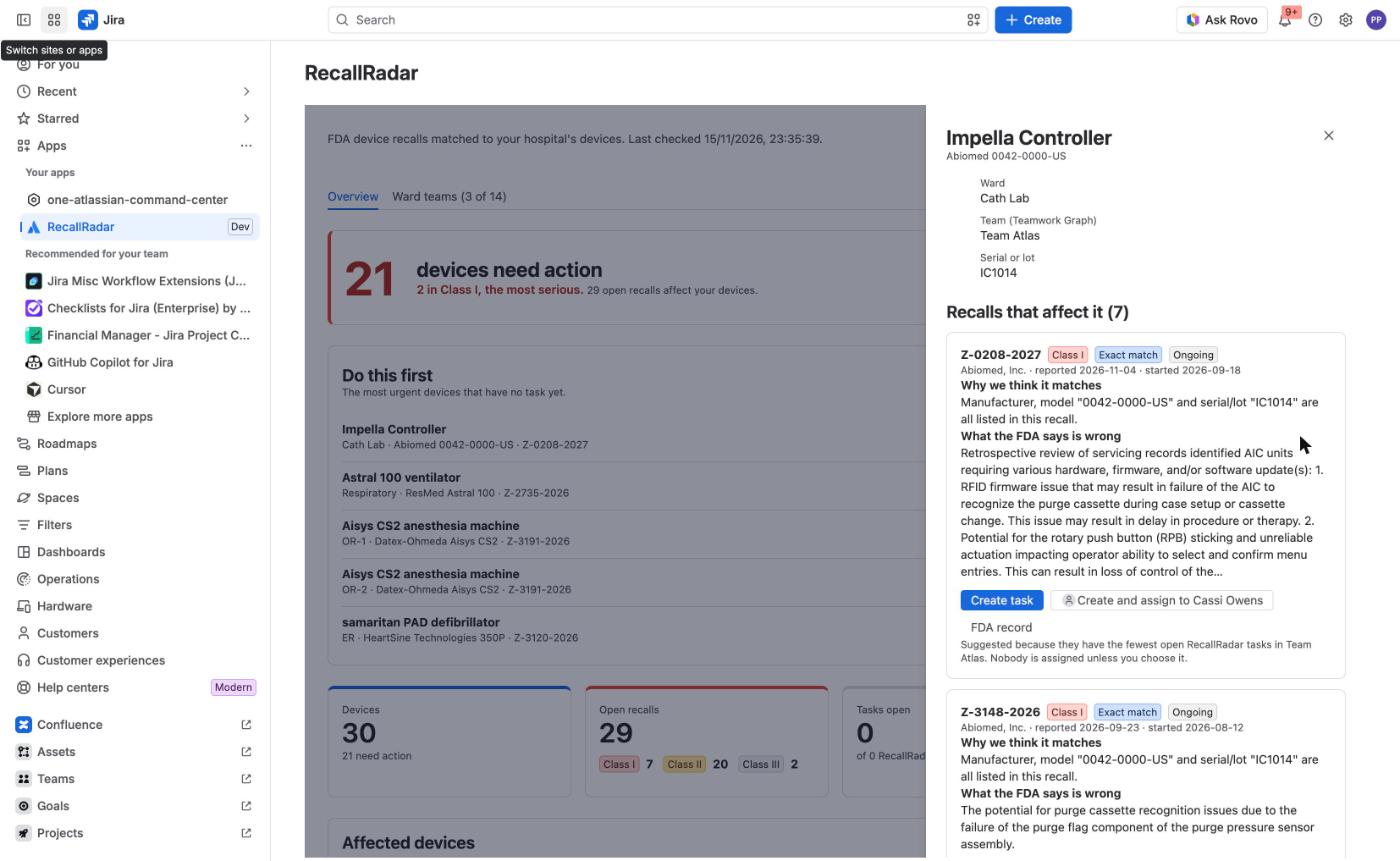 Jira
Search
Create
Ask Rovo
9+
PP
Switch sites or apps
For you
Recent
Starred
Apps
Your apps
one-atlassian-command-center
RecallRadar
Dev
Recommended for your team
Jira Misc Workflow Extensions (J...
Checklists for Jira (Enterprise) by ...
Financial Manager - Jira Project C...
GitHub Copilot for Jira
Cursor
Explore more apps
Roadmaps
Plans
Spaces
Filters
Dashboards
Operations
Hardware
Customers
Customer experiences
Help centers
Modern
Confluence
Assets
Teams
Goals
Projects
RecallRadar
FDA device recalls matched to your hospital's devices. Last checked 15/11/2026, 23:35:39.
Overview
Ward teams (3 of 14)
21
devices need action
2 in Class I, the most serious. 29 open recalls affect your devices.
Do this first
The most urgent devices that have no task yet.
Impella Controller
Cath Lab · Abiomed 0042-0000-US · Z-0208-2027
Astral 100 ventilator
Respiratory · ResMed Astral 100 · Z-2735-2026
Aisys CS2 anesthesia machine
OR-1 · Datex-Ohmeda Aisys CS2 · Z-3191-2026
Aisys CS2 anesthesia machine
OR-2 · Datex-Ohmeda Aisys CS2 · Z-3191-2026
samaritan PAD defibrillator
ER · HeartSine Technologies 350P · Z-3120-2026
Devices
30
21 need action
Open recalls
29
Class I 7 Class II 20 Class III 2
Tasks open
0
of 0 RecallRad
Affected devices
Impella Controller
Abiomed 0042-0000-US
Ward
Cath Lab
Team (Teamwork Graph)
Team Atlas
Serial or lot
IC1014
Recalls that affect it (7)
Z-0208-2027 Class I Exact match Ongoing
Abiomed, Inc. · reported 2026-11-04 · started 2026-09-18
Why we think it matches
Manufacturer, model "0042-0000-US" and serial/lot "IC1014" are
all listed in this recall.
What the FDA says is wrong
Retrospective review of servicing records identified AIC units
requiring various hardware, firmware, and/or software update(s): 1.
RFID firmware issue that may result in failure of the AIC to
recognize the purge cassette during case setup or cassette
change. This issue may result in delay in procedure or therapy. 2.
Potential for the rotary push button (RPB) sticking and unreliable
actuation impacting operator ability to select and confirm menu
entries. This can result in loss of control of the...
Create task
Create and assign to Cassi Owens
FDA record
Suggested because they have the fewest open RecallRadar tasks in Team
Atlas. Nobody is assigned unless you choose it.
Z-3148-2026 Class I Exact match Ongoing
Abiomed, Inc. · reported 2026-09-23 · started 2026-08-12
Why we think it matches
Manufacturer, model "0042-0000-US" and serial/lot "IC1014" are
all listed in this recall.
What the FDA says is wrong
The potential for purge cassette recognition issues due to the
failure of the purge flag component of the purge pressure sensor
assembly.